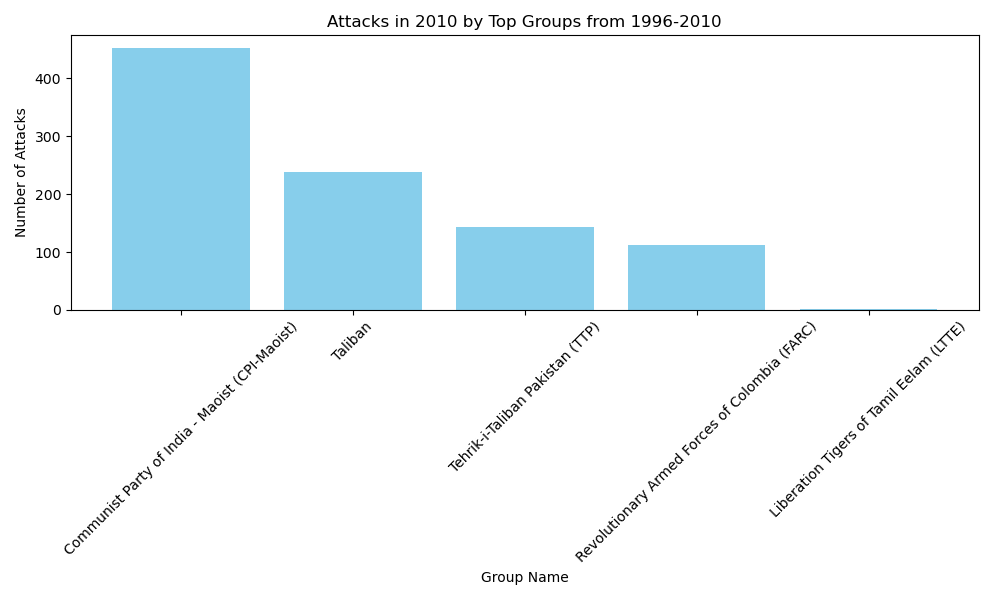 Attacks in 2010 by Top Groups from 1996-2010
Number of Attacks
400
300
200
100
0
Communist Party of India - Maoist (CPI-Maoist)
Taliban
Tehrik-i-Taliban Pakistan (TTP)
Revolutionary Armed Forces of Colombia (FARC)
Liberation Tigers of Tamil Eelam (LTTE)
Group Name